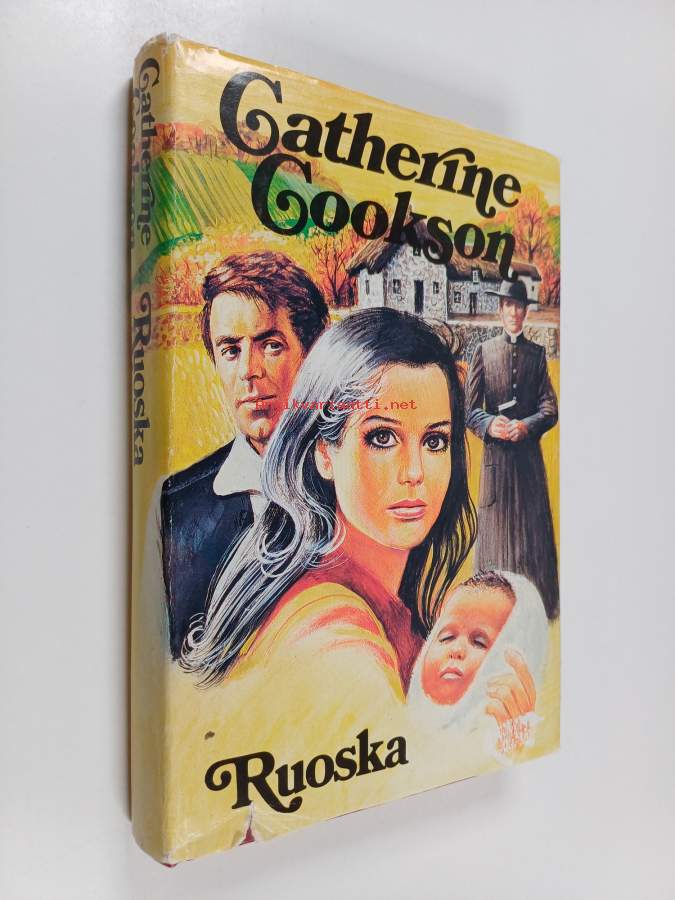 Catherine
Cookson
Ruoska
Catherine
Cookson
Ruoska
antikvariaatti.net